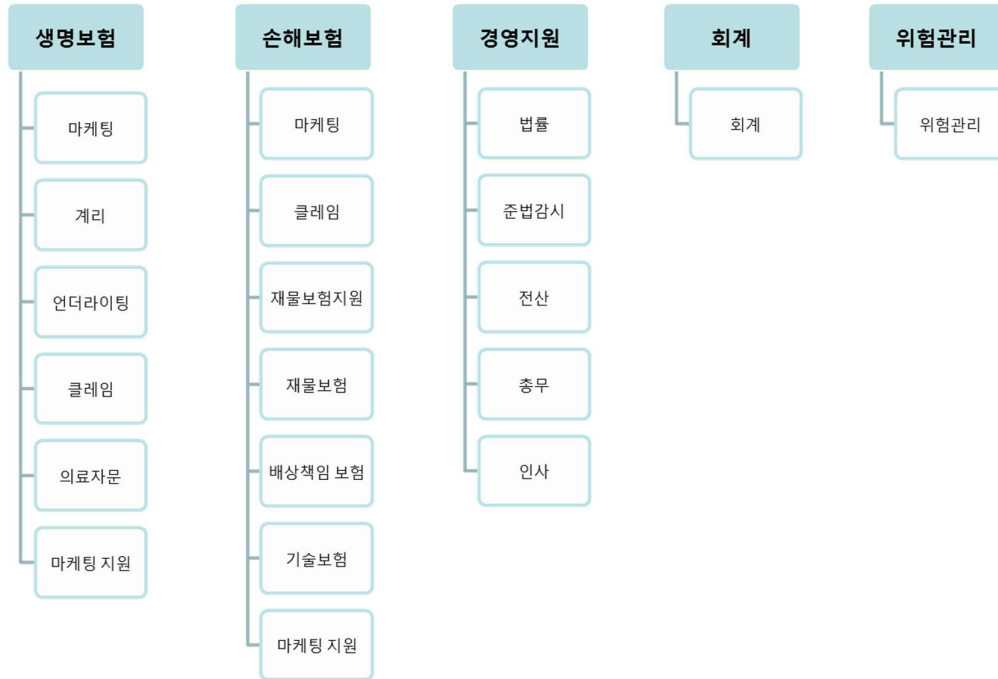 생명보험
마케팅
계리
언더라이팅
클레임
의료자문
마케팅 지원
손해보험
마케팅
클레임
재물보험지원
재물보험
배상책임 보험
기술보험
마케팅 지원
경영지원
법률
준법감시
전산
총무
인사
회계
회계
위험관리
위험관리